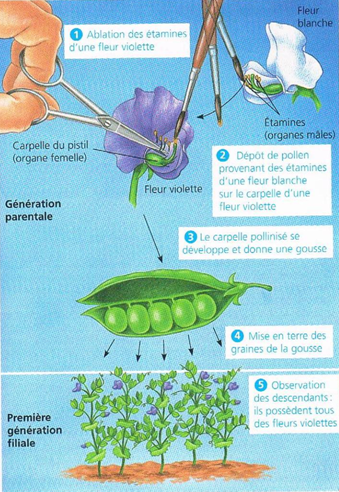 Fleur
blanche
1 Ablation des étamines
d'une fleur violette
Étamines
(organes mâles)
Carpelle du pistil
(organe femelle)
2 Dépôt de pollen
provenant des étamines
d'une fleur blanche
sur le carpelle d'une
fleur violette
Fleur violette
Génération
parentale
3 Le carpelle pollinisé se
développe et donne une gousse
4 Mise en terre des
graines de la gousse
5 Observation
des descendants :
ils possèdent tous
des fleurs violettes
Première
génération
filiale